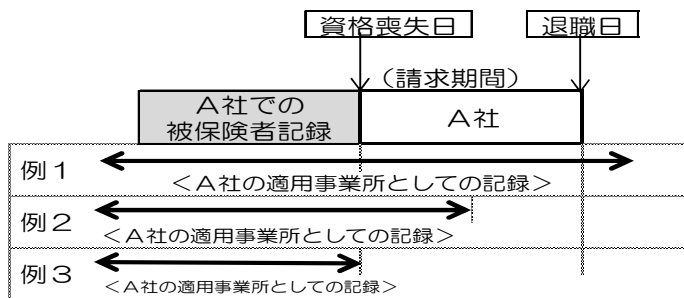 資格喪失日
退職日
（請求期間）
Ａ社での
被保険者記録
Ａ社
例１
＜Ａ社の適用事業所としての記録＞
例２
＜Ａ社の適用事業所としての記録＞
例３
＜Ａ社の適用事業所としての記録＞